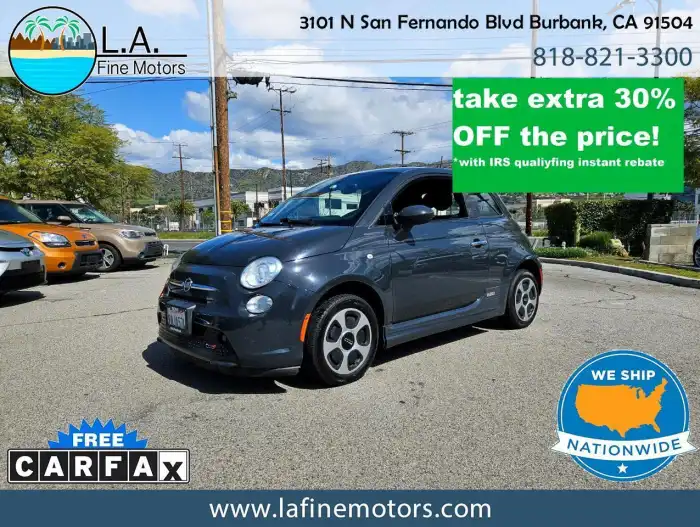 L.A.
Fine Motors
3101 N San Fernando Blvd Burbank, CA 91504
818-821-3300
take extra 30%
OFF the price!
*with IRS qualiyfing instant rebate
WE SHIP
NATIONWIDE
FREE
CARFAX
www.lafinemotors.com